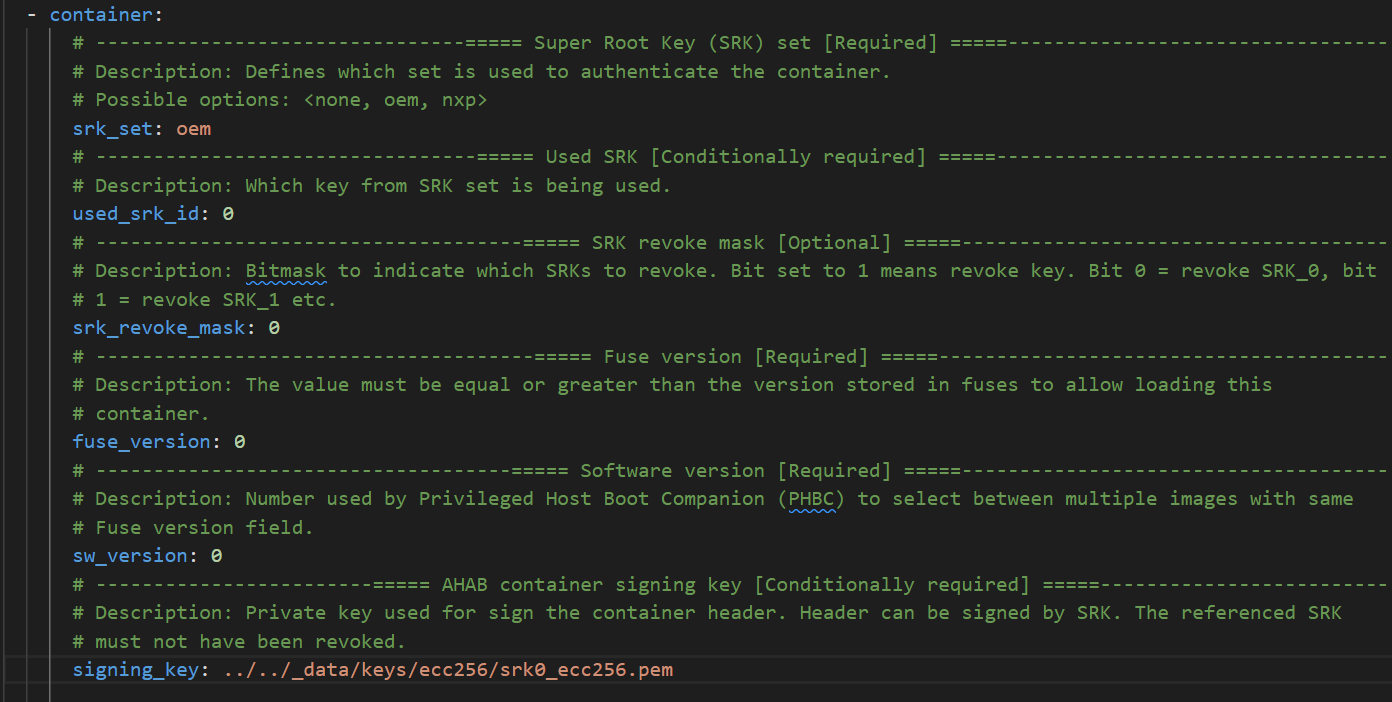 - container:
# --------------------------------===== Super Root Key (SRK) set [Required] =====---------------------------------
# Description: Defines which set is used to authenticate the container.
# Possible options: <none, oem, nxp>
srk_set: oem
# ---------------------------------===== Used SRK [Conditionally required] =====----------------------------------
# Description: Which key from SRK set is being used.
used_srk_id: 0
# -------------------------------------===== SRK revoke mask [Optional] =====-------------------------------------
# Description: Bitmask to indicate which SRKs to revoke. Bit set to 1 means revoke key. Bit 0 = revoke SRK_0, bit
# 1 = revoke SRK_1 etc.
srk_revoke_mask: 0
# --------------------------------------===== Fuse version [Required] =====---------------------------------------
# Description: The value must be equal or greater than the version stored in fuses to allow loading this
# container.
fuse_version: 0
# ------------------------------------===== Software version [Required] =====-------------------------------------
# Description: Number used by Privileged Host Boot Companion (PHBC) to select between multiple images with same
# Fuse version field.
sw_version: 0
# ------------------------===== AHAB container signing key [Conditionally required] =====-------------------------
# Description: Private key used for sign the container header. Header can be signed by SRK. The referenced SRK
# must not have been revoked.
signing_key: ../../_data/keys/ecc256/srk0_ecc256.pem